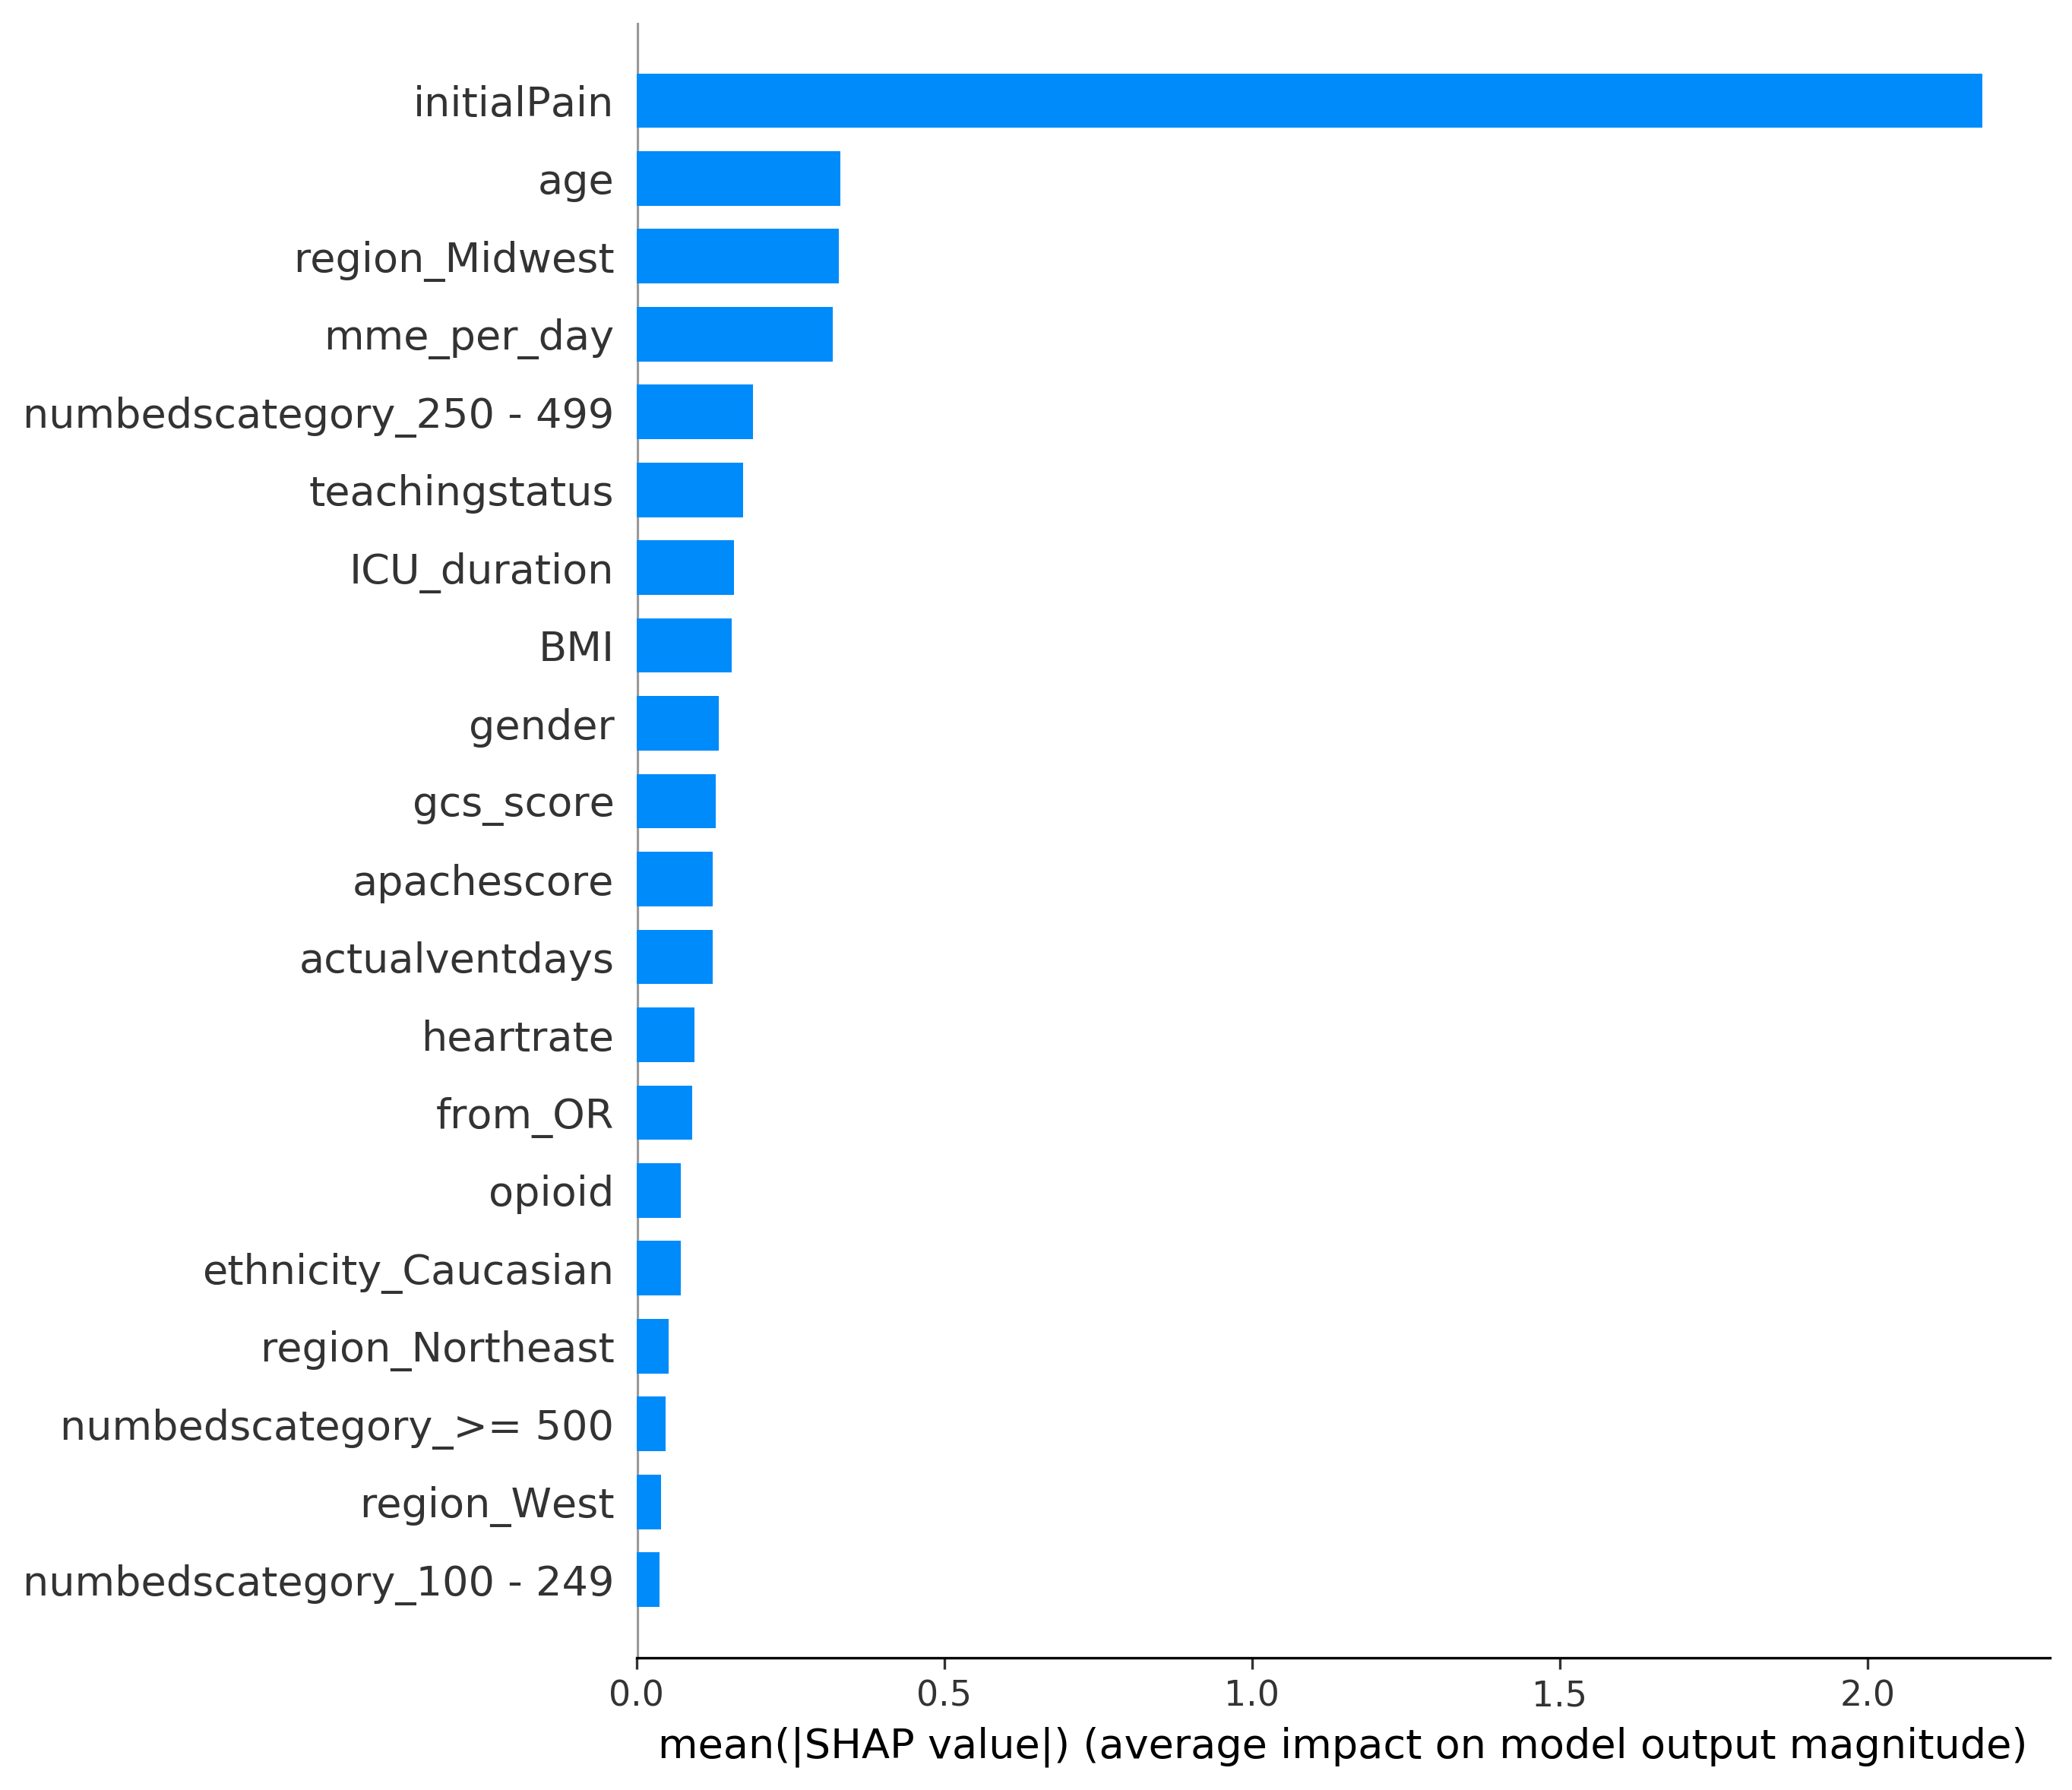 initialPain
age
region_Midwest
mme_per_day
numbedscategory_250 - 499
teachingstatus
ICU_duration
BMI
gender
gcs_score
apachescore
actualventdays
heartrate
from_OR
opioid
ethnicity_Caucasian
region_Northeast
numbedscategory_>= 500
region_West
numbedscategory_100 - 249
0.0 0.5 1.0 1.5 2.0
mean(|SHAP value|) (average impact on model output magnitude)